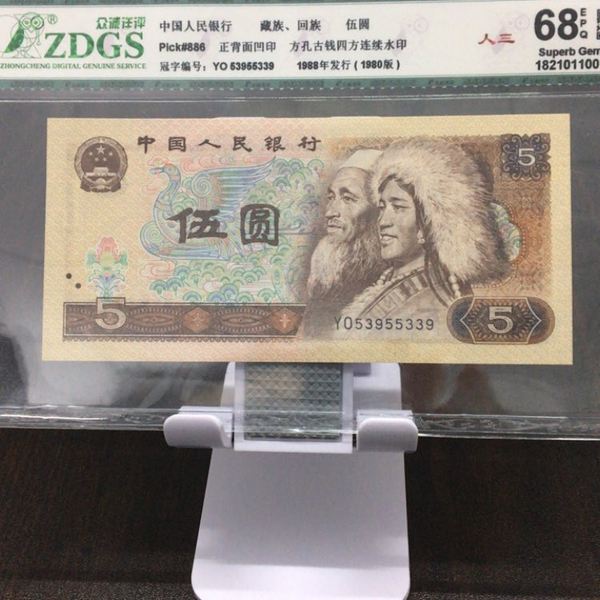 众诚评评
ZDGS
ZHONGCHENG DIGITAL GENUINE SERVICE
中国人民银行 藏族、回族 伍圆
Pick#886 正背面凹印 方孔古钱四方连续水印
冠字编号: YO 53955339 1988年发行 (1980版)
人三
68 EPQ
Superb Gem
182101100
中国人民银行
5
伍圆
5
YO53955339
5